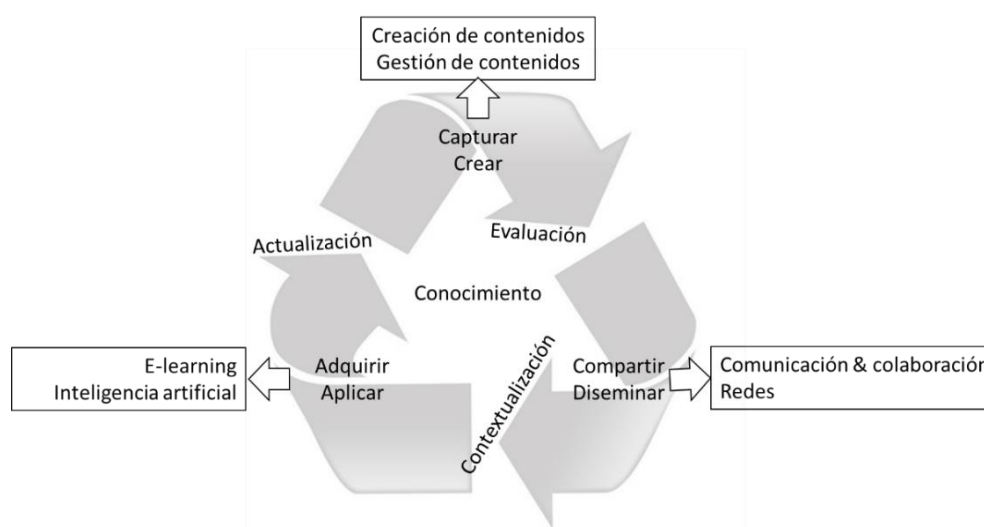 Creación de contenidos
Gestión de contenidos
Capturar
Crear
Evaluación
Actualización
Conocimiento
E-learning
Inteligencia artificial
Adquirir
Aplicar
Contextualización
Compartir
Diseminar
Comunicación & colaboración
Redes